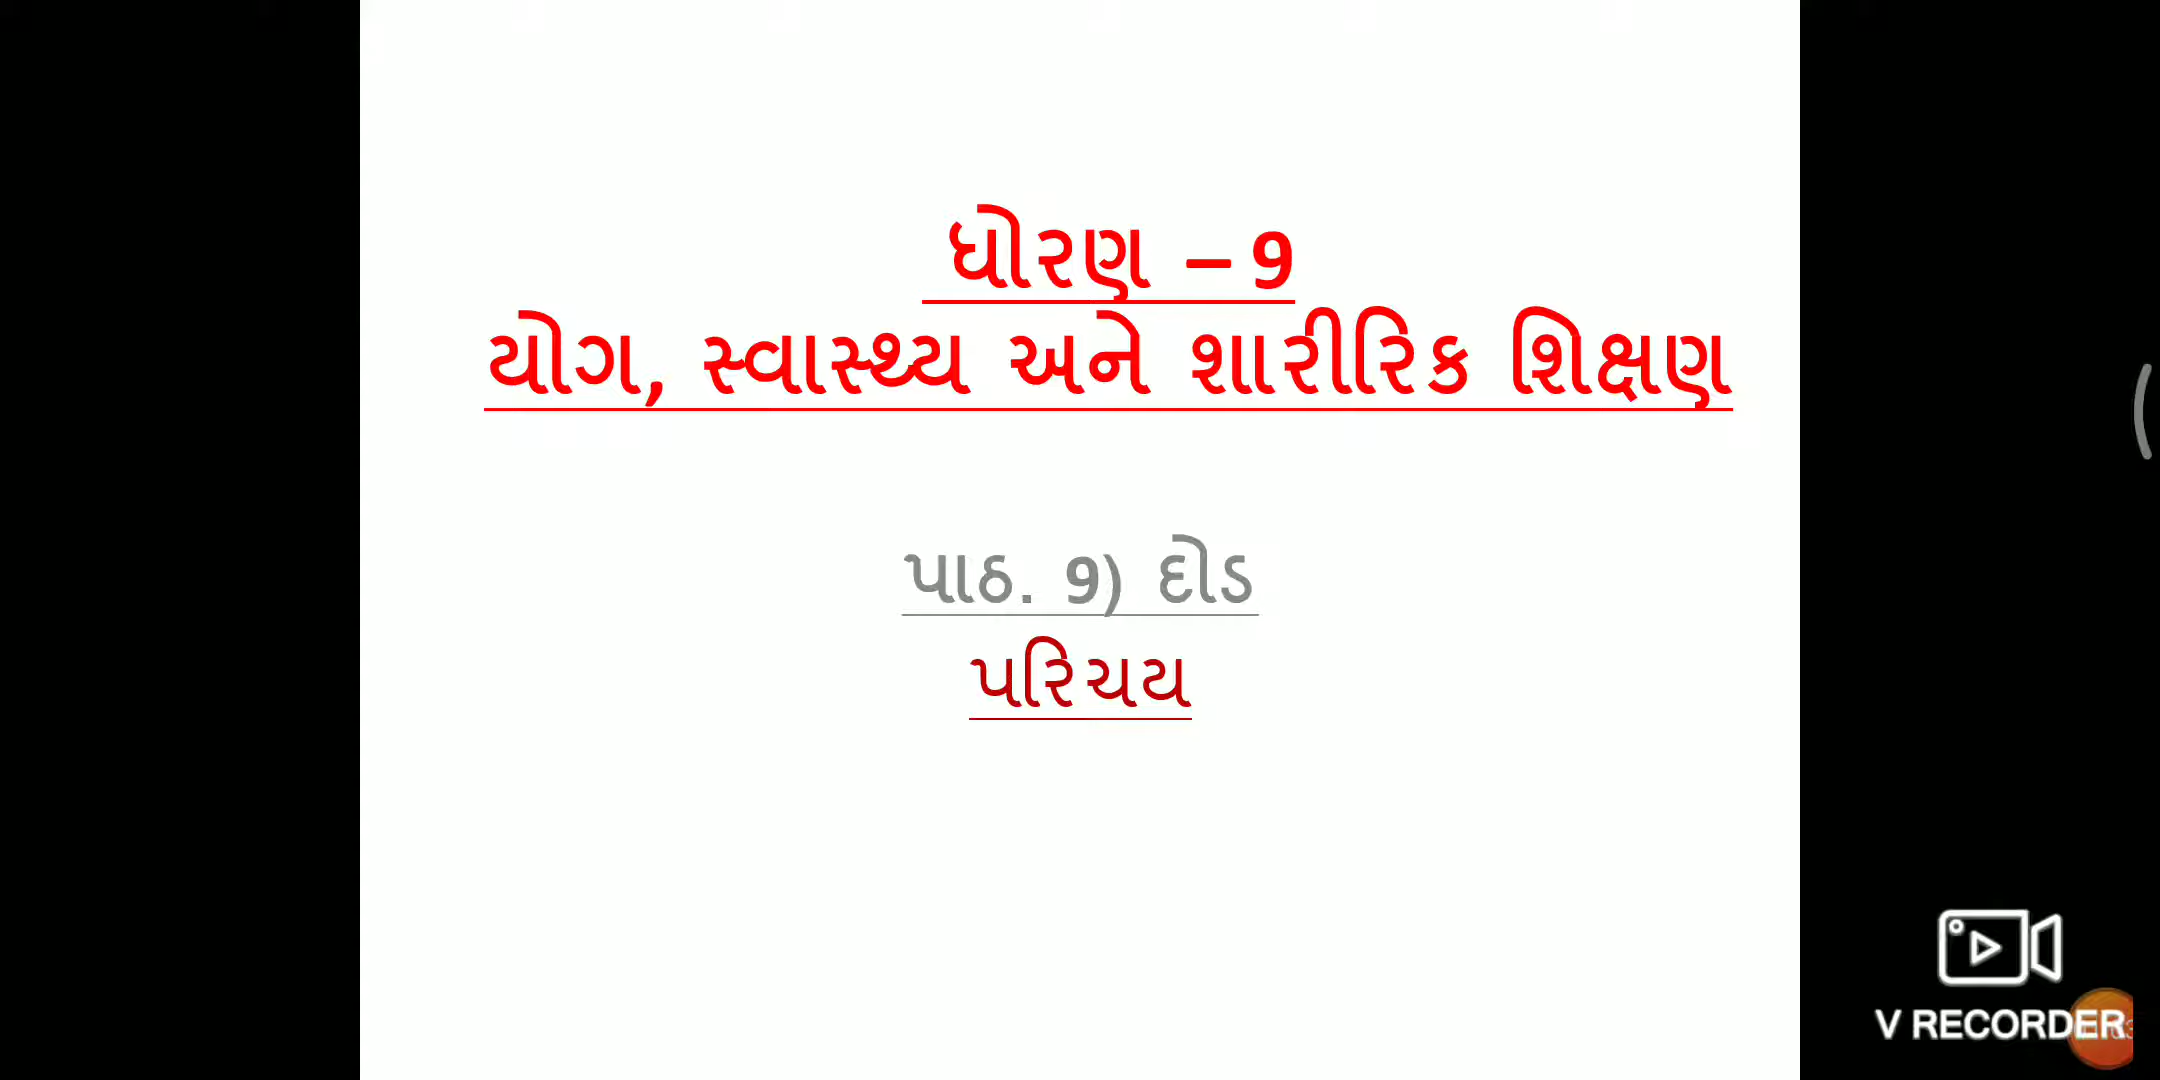 ધોરણ – 9
યોગ, સ્વાસ્થ્ય અને શારીરિક શિક્ષણ
પાઠ. 9) દોડ
પરિચય
V RECORDER